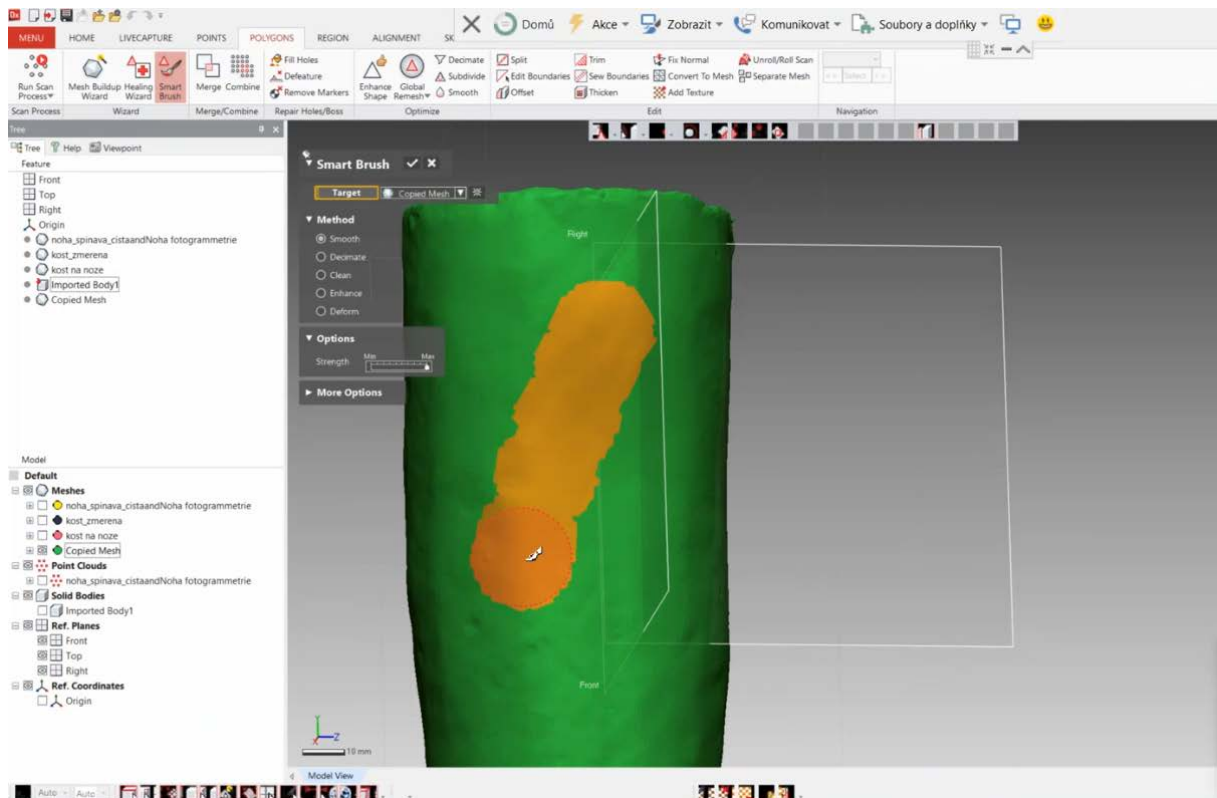 Dx
Domů Akce Zobrazit Komunikovat Soubory a doplňky
MENU HOME LIVECAPTURE POINTS POLYGONS REGION ALIGNMENT SK
Run Scan Process Mesh Buildup Wizard Healing Wizard Smart Brush Merge Combine
Fill Holes
Defeature
Remove Markers
Enhance Shape Global Remesh
Decimate
Subdivide
Smooth
Split Trim Fix Normal Unroll/Roll Scan
Edit Boundaries Sew Boundaries Convert To Mesh Separate Mesh
Offset Thicken Add Texture
Select
Scan Process Wizard Merge/Combine Repair Holes/Boss Optimize Edit Navigation
Tree
Tree Help Viewpoint
Feature
Front
Top
Right
Origin
noha_spinava_cistaandNoha fotogrammetrie
kost_zmerena
kost na noze
Imported Body1
Copied Mesh
Model
Default
Meshes
noha_spinava_cistaandNoha fotogrammetrie
kost_zmerena
kost na noze
Copied Mesh
Point Clouds
noha_spinava_cistaandNoha fotogrammetrie
Solid Bodies
Imported Body1
Ref. Planes
Front
Top
Right
Ref. Coordinates
Origin
Smart Brush
Target Copied Mesh
Method
Smooth
Decimate
Clean
Enhance
Deform
Options
Strength Min Max
More Options
Right
Front
Y
Z
X
10 mm
Model View
Auto Auto